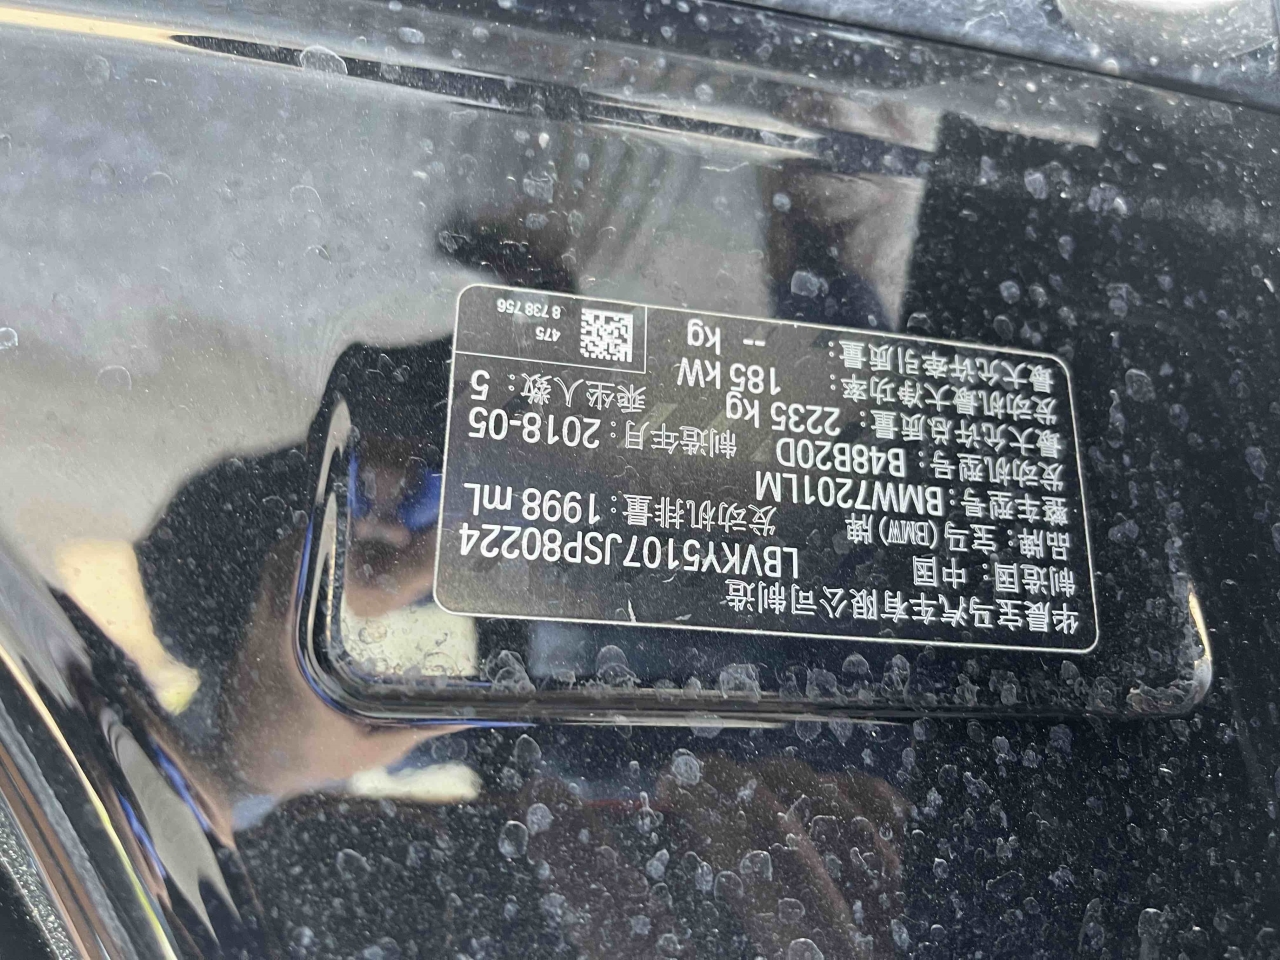 华晨宝马汽车有限公司制造
制造国：中国 LBVKY5107JSP80224
品牌：宝马(BMW)牌
整车型号：BMW7201LM 发动机排量：1998 mL
发动机型号：B48B20D 制造年月：2018-05
最大允许总质量：2235 kg 乘坐人数：5
发动机最大净功率：185 kW
最大允许牵引质量：-- kg
475
8 738 756